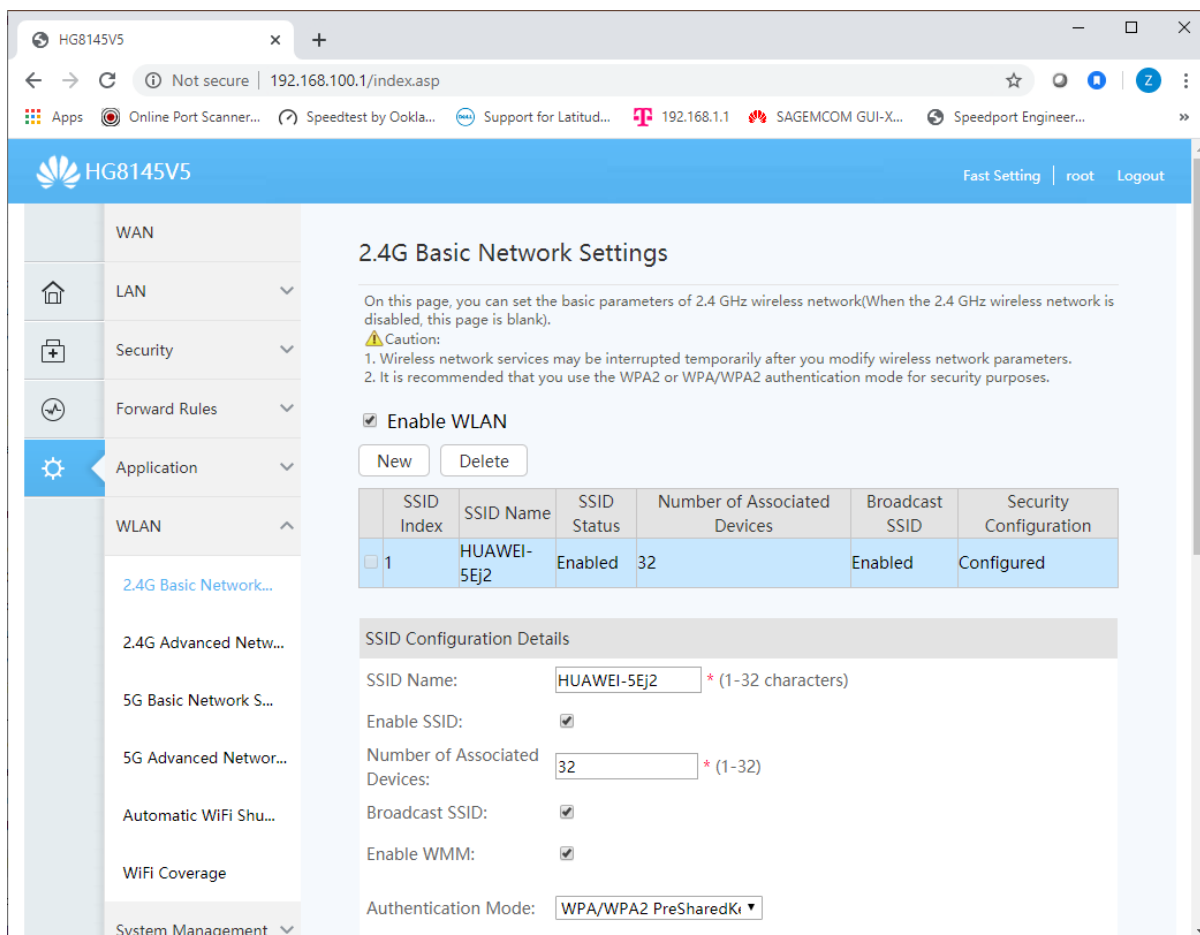 HG8145V5
Not secure | 192.168.100.1/index.asp
Z
Apps Online Port Scanner... Speedtest by Ookla... Support for Latitud... 192.168.1.1 SAGEMCOM GUI-X... Speedport Engineer... »
HG8145V5
Fast Setting | root Logout
WAN
LAN
Security
Forward Rules
Application
WLAN
2.4G Basic Network...
2.4G Advanced Netw...
5G Basic Network S...
5G Advanced Networ...
Automatic WiFi Shu...
WiFi Coverage
System Management
2.4G Basic Network Settings
On this page, you can set the basic parameters of 2.4 GHz wireless network(When the 2.4 GHz wireless network is
disabled, this page is blank).
Caution:
1. Wireless network services may be interrupted temporarily after you modify wireless network parameters.
2. It is recommended that you use the WPA2 or WPA/WPA2 authentication mode for security purposes.
Enable WLAN
New Delete
SSID Index SSID Name SSID Status Number of Associated Devices Broadcast SSID Security Configuration
1 HUAWEI-5Ej2 Enabled 32 Enabled Configured
SSID Configuration Details
SSID Name: HUAWEI-5Ej2 * (1-32 characters)
Enable SSID:
Number of Associated
Devices: 32 * (1-32)
Broadcast SSID:
Enable WMM:
Authentication Mode: WPA/WPA2 PreSharedKe